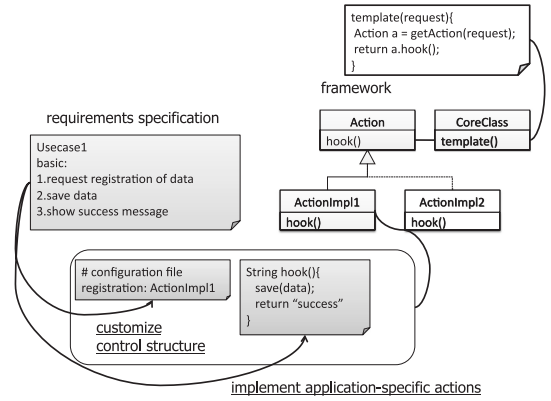 template(request){
Action a = getAction(request);
return a.hook();
}
framework
requirements specification
Action
hook()
CoreClass
template()
Usecase1
basic:
1.request registration of data
2.save data
3.show success message
ActionImpl1
hook()
ActionImpl2
hook()
# configuration file
registration: ActionImpl1
String hook(){
save(data);
return “success”
}
customize
control structure
implement application-specific actions